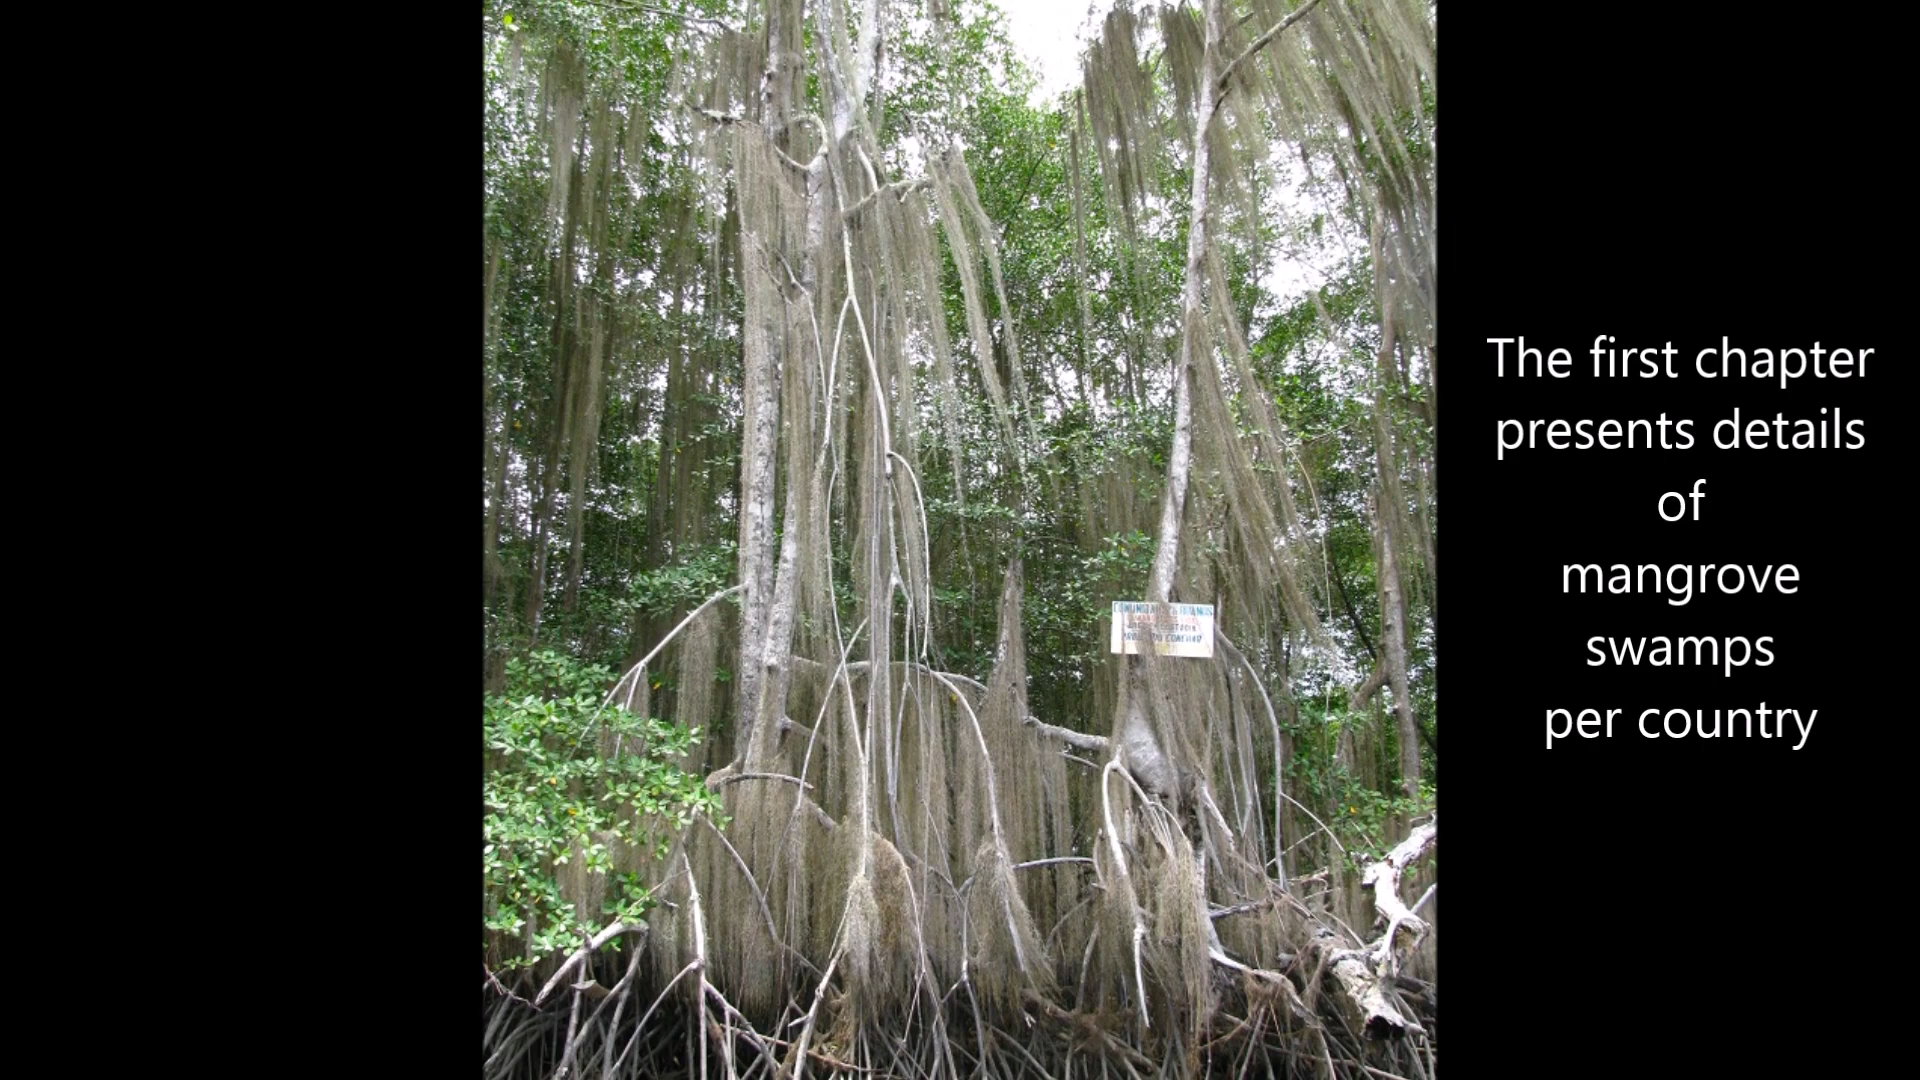 The first chapter
presents details
of
mangrove
swamps
per country